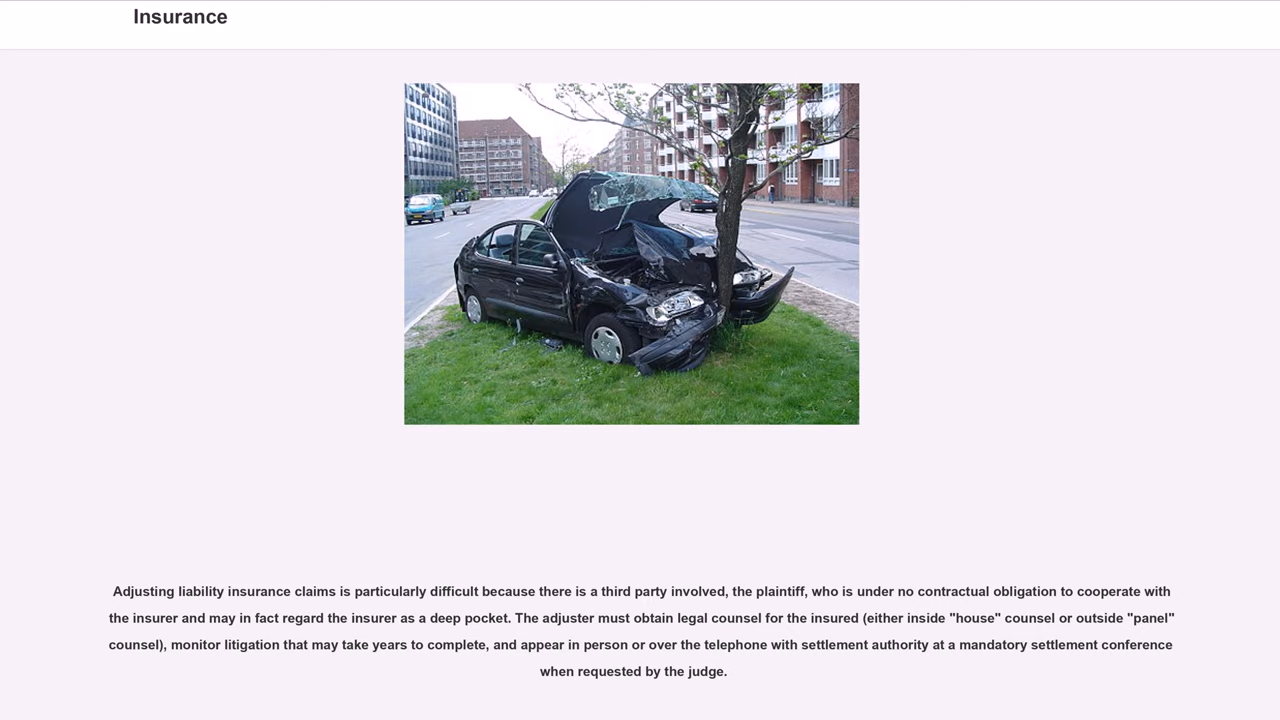 Insurance
Adjusting liability insurance claims is particularly difficult because there is a third party involved, the plaintiff, who is under no contractual obligation to cooperate with
the insurer and may in fact regard the insurer as a deep pocket. The adjuster must obtain legal counsel for the insured (either inside "house" counsel or outside "panel"
counsel), monitor litigation that may take years to complete, and appear in person or over the telephone with settlement authority at a mandatory settlement conference
when requested by the judge.